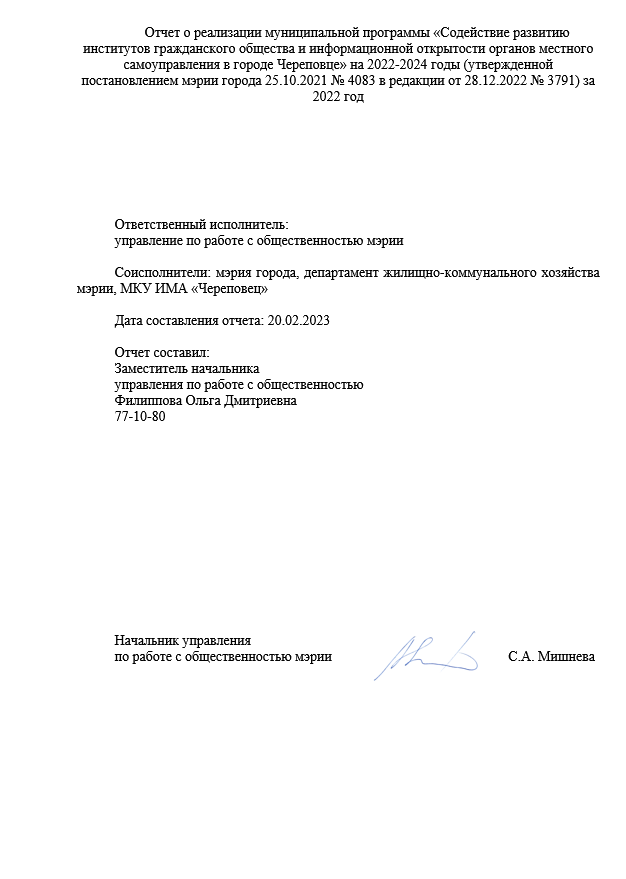 Отчет о реализации муниципальной программы «Содействие развитию
институтов гражданского общества и информационной открытости органов местного
самоуправления в городе Череповце» на 2022-2024 годы (утвержденной
постановлением мэрии города 25.10.2021 № 4083 в редакции от 28.12.2022 № 3791) за
2022 год
Ответственный исполнитель:
управление по работе с общественностью мэрии
Соисполнители: мэрия города, департамент жилищно-коммунального хозяйства
мэрии, МКУ ИМА «Череповец»
Дата составления отчета: 20.02.2023
Отчет составил:
Заместитель начальника
управления по работе с общественностью
Филиппова Ольга Дмитриевна
77-10-80
Начальник управления
по работе с общественностью мэрии С.А. Мишнева